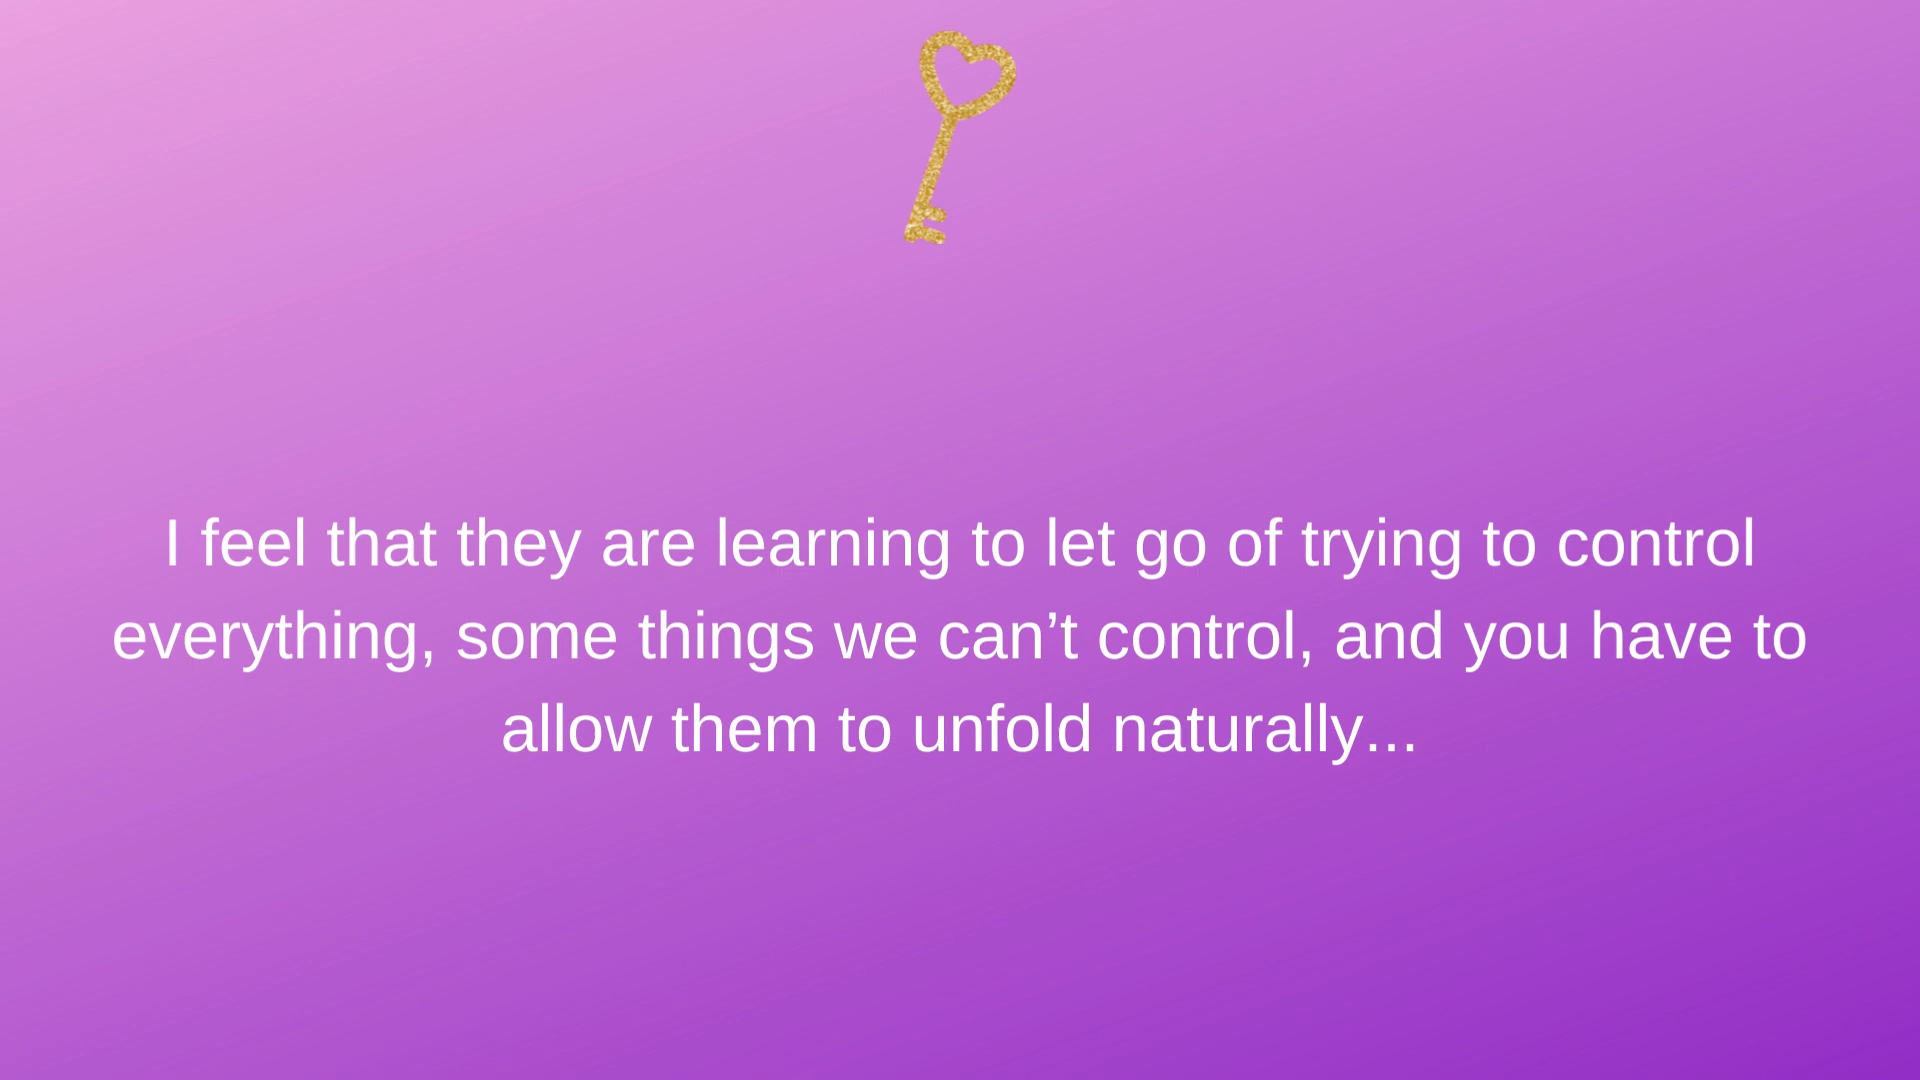 I feel that they are learning to let go of trying to control
everything, some things we can’t control, and you have to
allow them to unfold naturally...